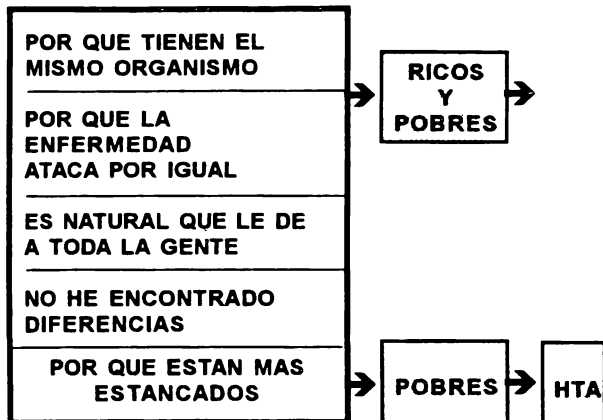 POR QUE TIENEN EL
MISMO ORGANISMO
POR QUE LA
ENFERMEDAD
ATACA POR IGUAL
ES NATURAL QUE LE DE
A TODA LA GENTE
NO HE ENCONTRADO
DIFERENCIAS
POR QUE ESTAN MAS
ESTANCADOS
RICOS
Y
POBRES
POBRES
HTA